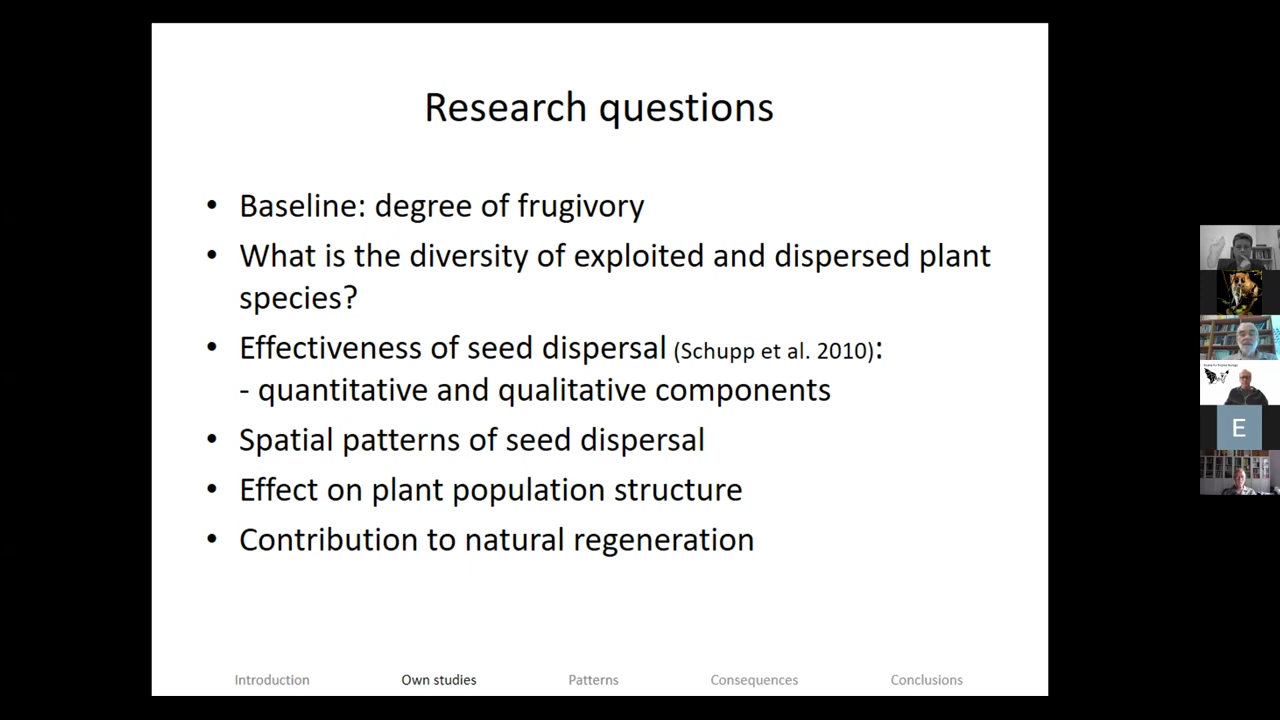 Research questions
• Baseline: degree of frugivory
• What is the diversity of exploited and dispersed plant
species?
• Effectiveness of seed dispersal (Schupp et al. 2010):
- quantitative and qualitative components
• Spatial patterns of seed dispersal
• Effect on plant population structure
• Contribution to natural regeneration
Introduction Own studies Patterns Consequences Conclusions
E